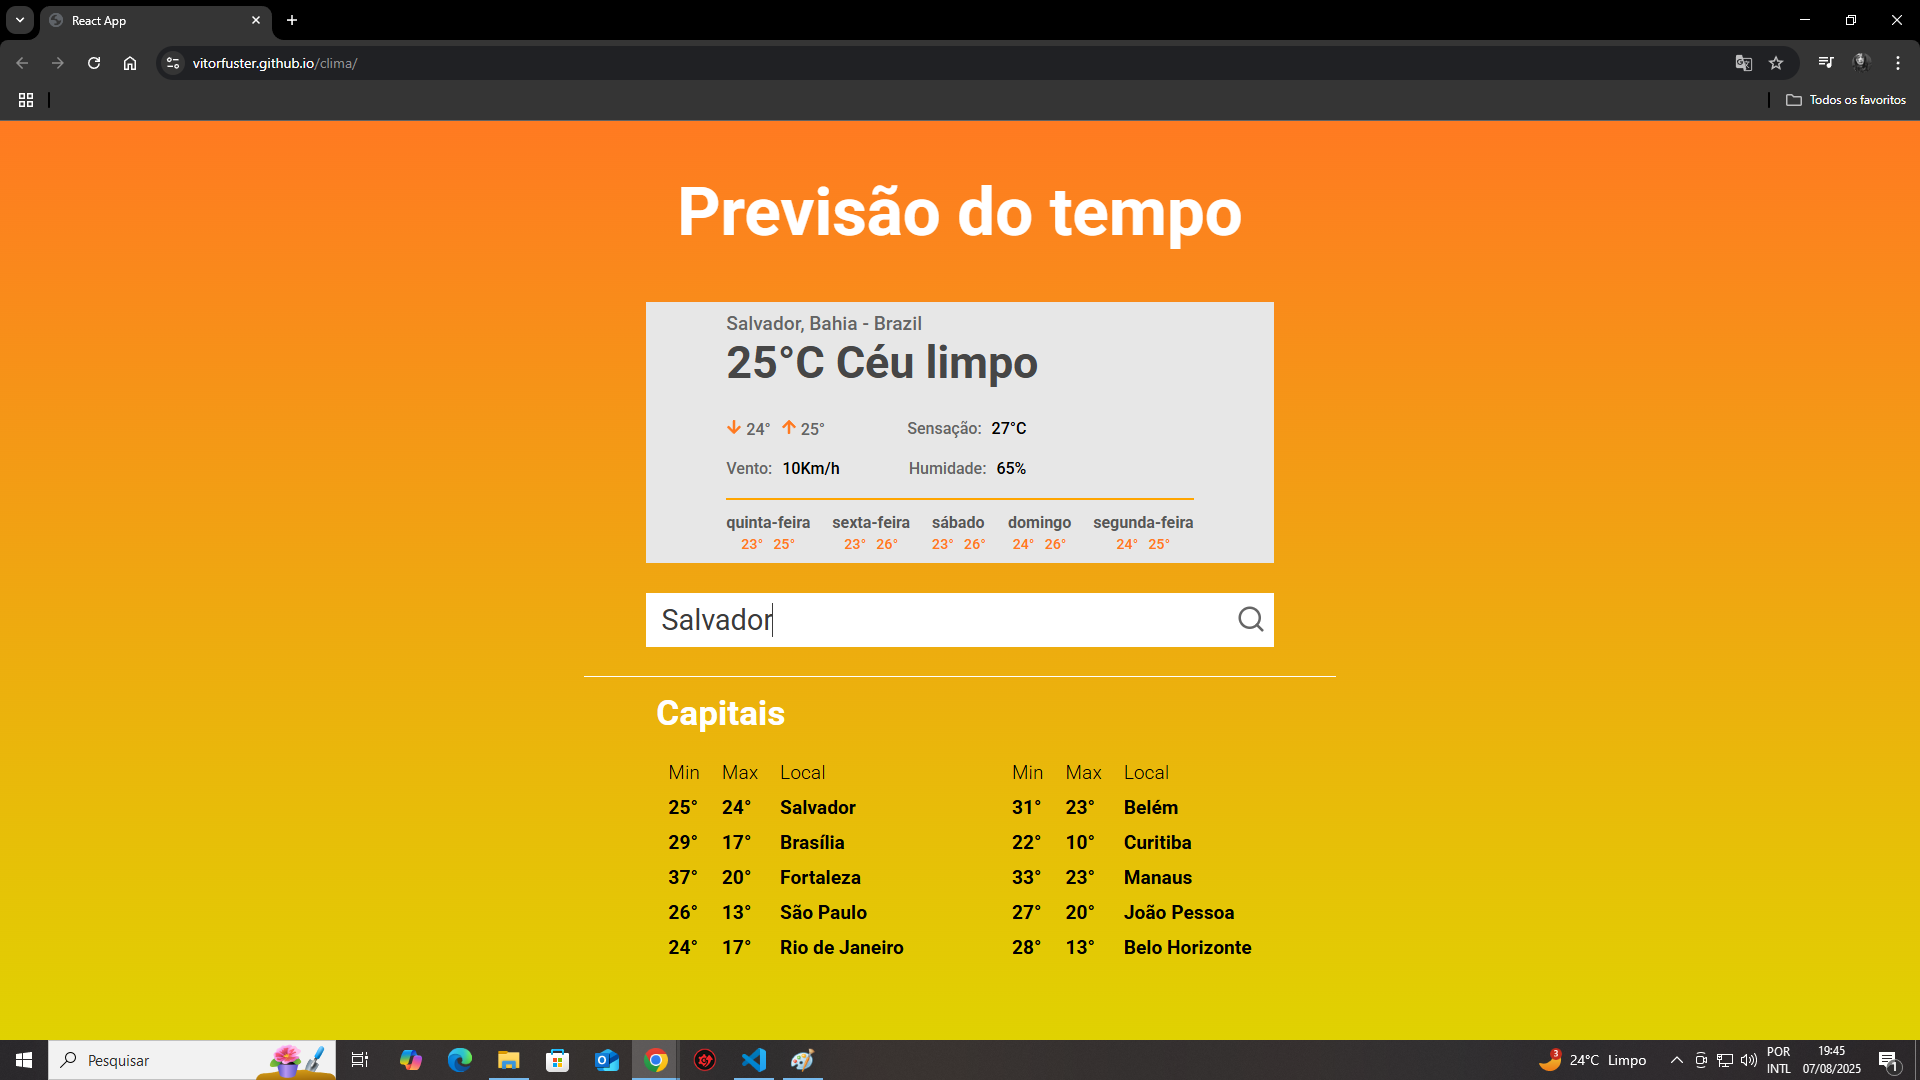 React App
vitorfuster.github.io/clima/
Todos os favoritos
Previsão do tempo
Salvador, Bahia - Brazil
25°C Céu limpo
24° 25° Sensação: 27°C
Vento: 10Km/h Humidade: 65%
quinta-feira sexta-feira sábado domingo segunda-feira
23° 25° 23° 26° 23° 26° 24° 26° 24° 25°
Salvador
Capitais
Min Max Local Min Max Local
25° 24° Salvador 31° 23° Belém
29° 17° Brasília 22° 10° Curitiba
37° 20° Fortaleza 33° 23° Manaus
26° 13° São Paulo 27° 20° João Pessoa
24° 17° Rio de Janeiro 28° 13° Belo Horizonte
Pesquisar
3 24°C Limpo
POR
INTL
19:45
07/08/2025
1